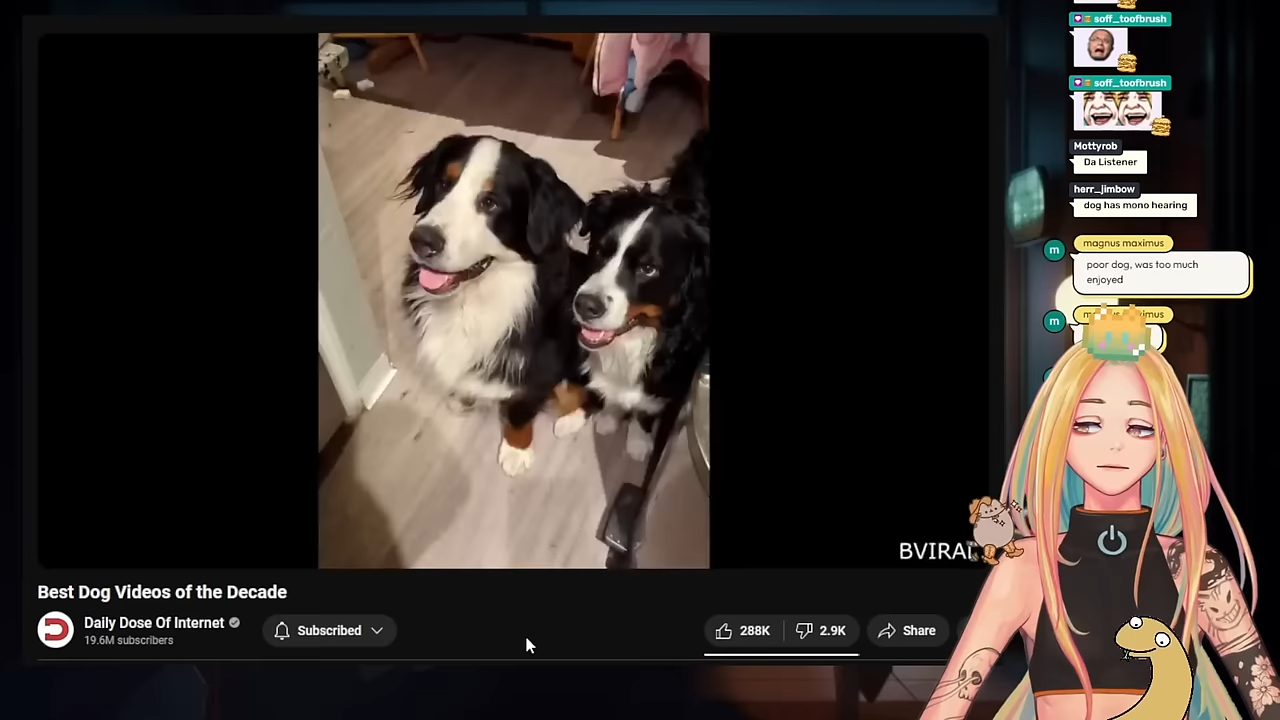 soff_toofbrush
soff_toofbrush
Mottyrob
Da Listener
herr_jimbow
dog has mono hearing
m
magnus maximus
poor dog, was too much
enjoyed
m
BVIRAL
Best Dog Videos of the Decade
Daily Dose Of Internet
19.6M subscribers
Subscribed
288K
2.9K
Share